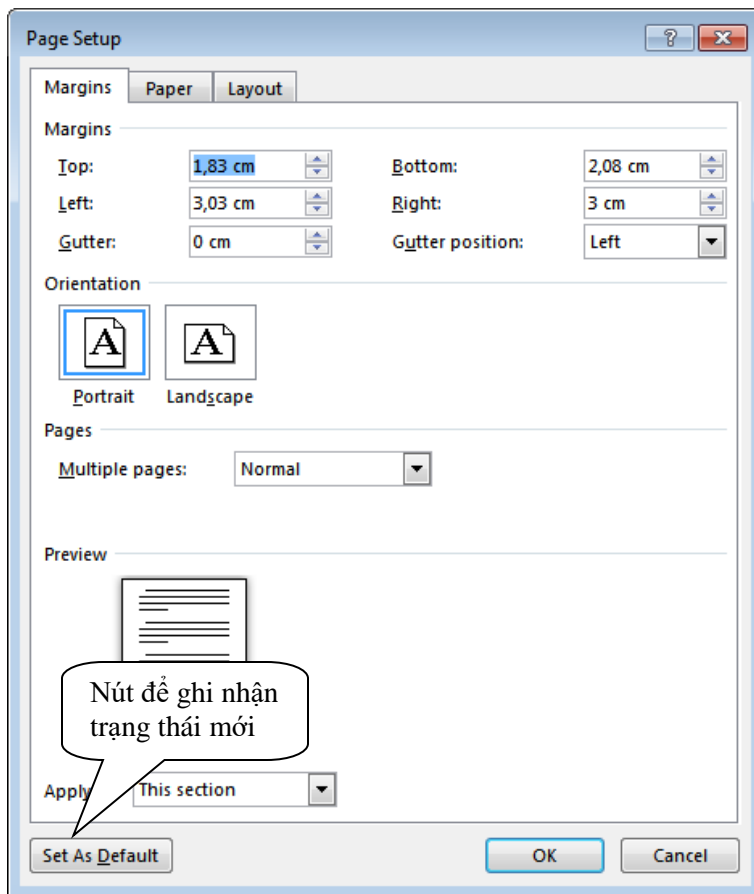 Page Setup
Margins Paper Layout
Margins
Top: 1,83 cm Bottom: 2,08 cm
Left: 3,03 cm Right: 3 cm
Gutter: 0 cm Gutter position: Left
Orientation
A A
Portrait Landscape
Pages
Multiple pages: Normal
Preview
Nút để ghi nhận
trạng thái mới
Apply This section
Set As Default OK Cancel